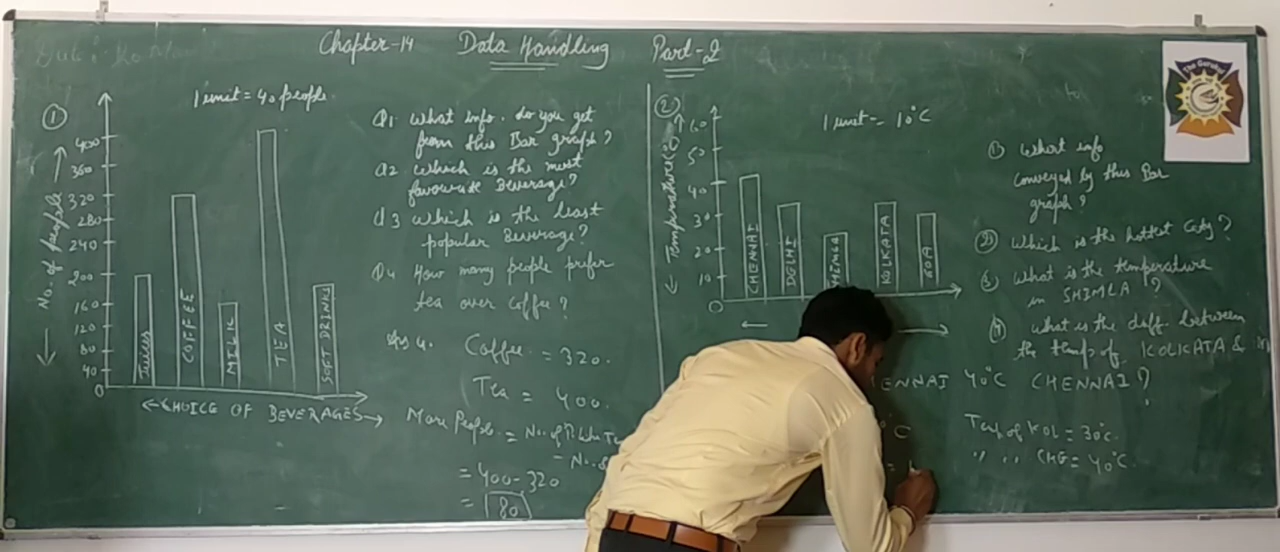 Chapter-14 Data Handling Part-2
①
1 unit = 40 people.
400
360
320
280
240
200
160
120
80
40
0
No. of people
Juices
COFFEE
MILK
TEA
SOFT DRINKS
CHOICE OF BEVERAGES
Q1 What info. do you get
from this Bar graph?
Q2 which is the most
favourite Beverage?
Q3 which is the least
popular Beverage?
Q4 How many people prefer
tea over coffee?
Ans 4. Coffee = 320.
Tea = 400.
More People = No. of P. like Te
- No. of
= 400 - 320
= 80
②
1 unit = 10°C
60
50
40
30
20
10
0
Temperature(°C)
CHENNAI
DELHI
SHIMLA
KOLKATA
GOA
① What info
conveyed by this Bar
graph?
② Which is the hottest City?
③ What is the temperature
in SHIMLA?
④ What is the diff. between
the temp of KOLKATA &
ENNAI 40°C CHENNAI?
°C
=
Temp. of KOL = 30°C.
" " CHE = 40°C.
The Gurukul